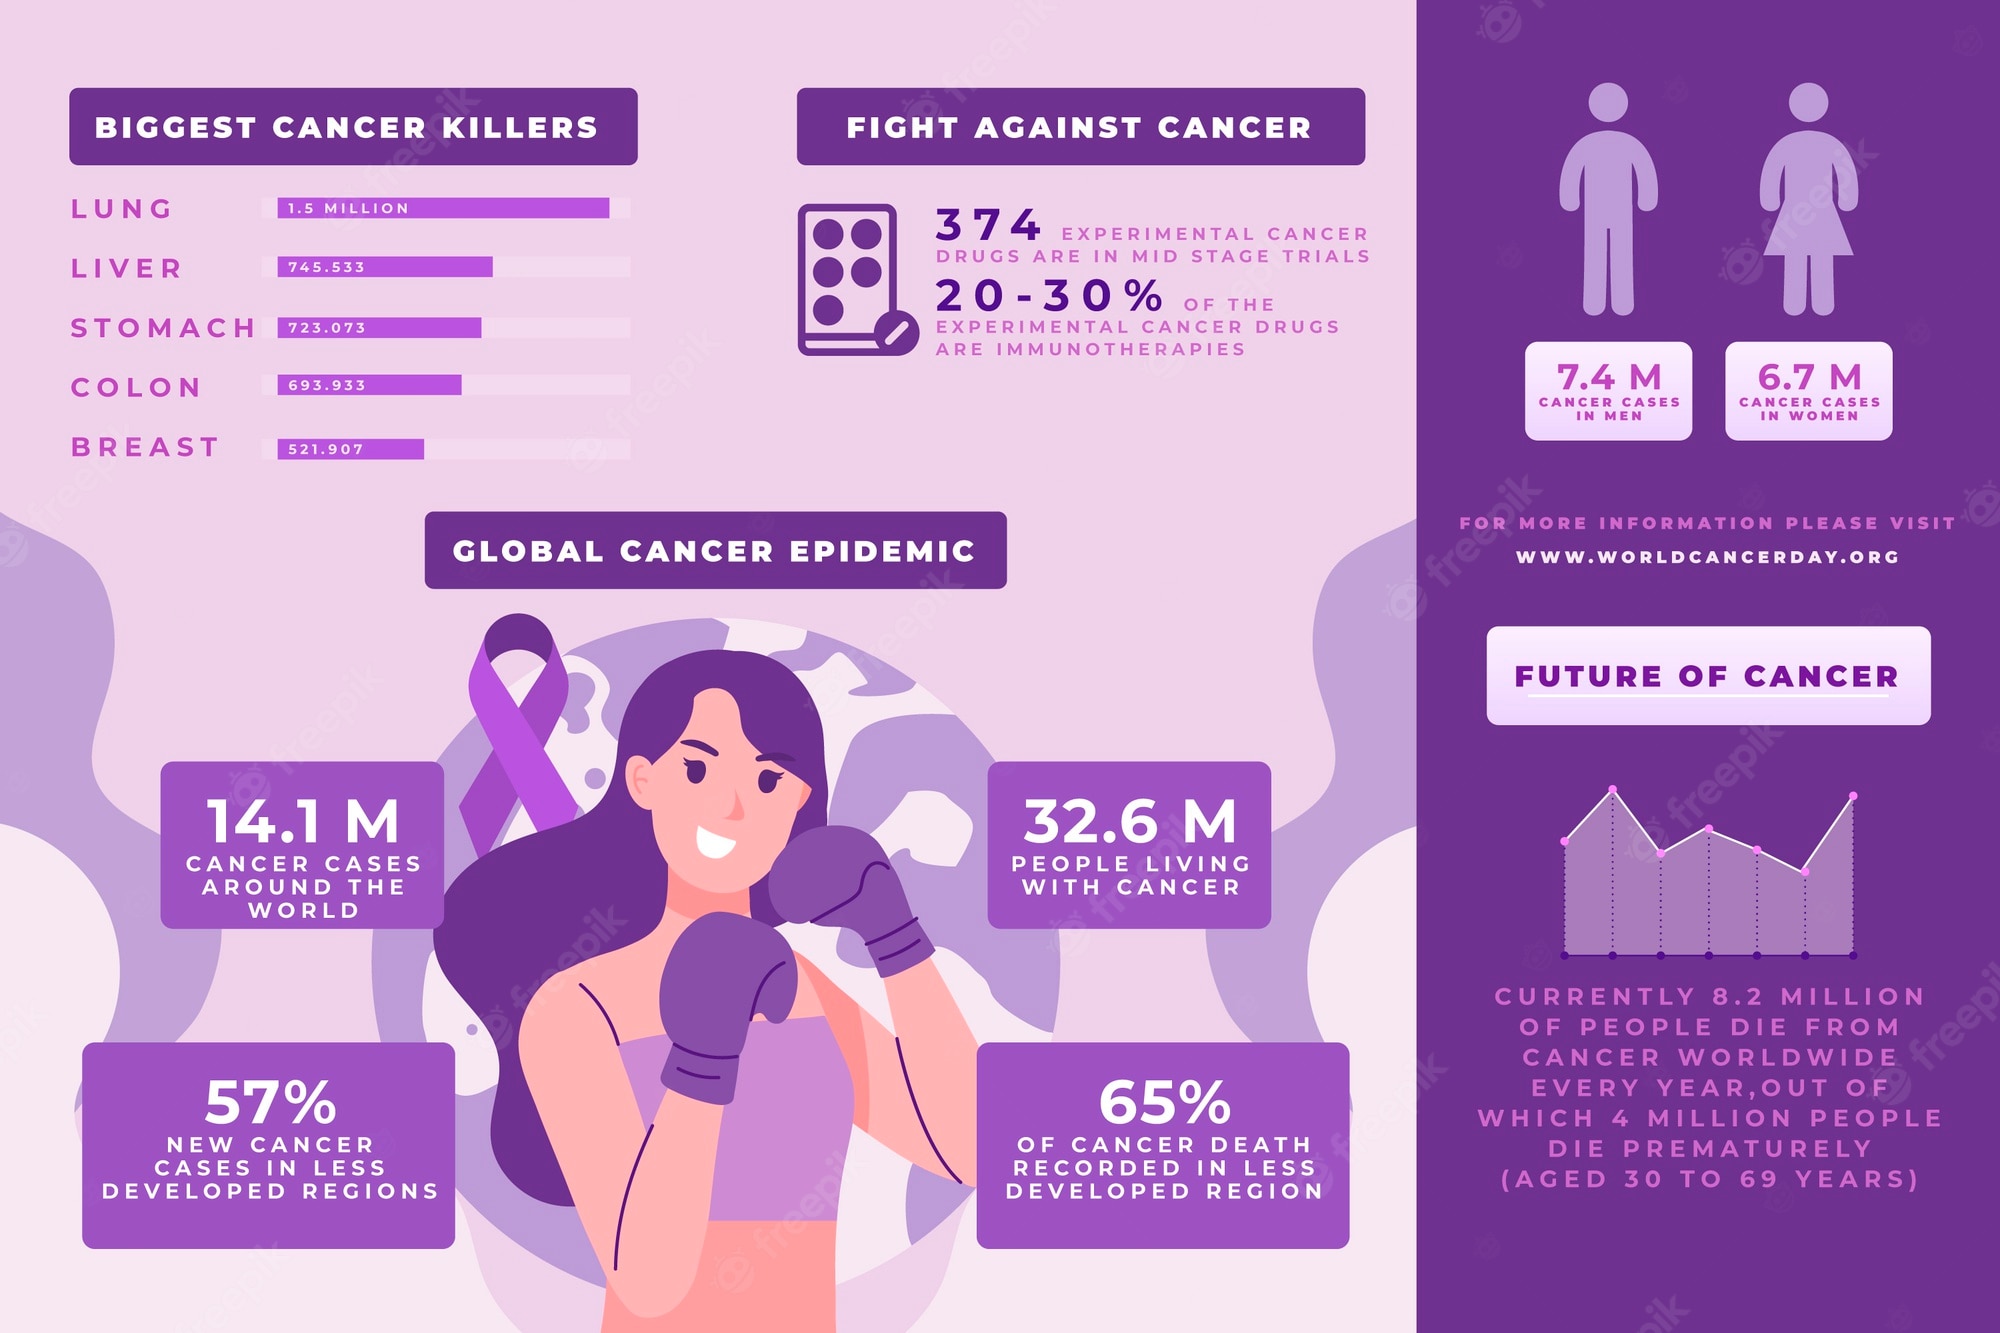 BIGGEST CANCER KILLERS
LUNG
1.5 MILLION
LIVER
745.533
STOMACH
723.073
COLON
693.933
BREAST
521.907
FIGHT AGAINST CANCER
374 EXPERIMENTAL CANCER
DRUGS ARE IN MID STAGE TRIALS
20-30% OF THE
EXPERIMENTAL CANCER DRUGS
ARE IMMUNOTHERAPIES
GLOBAL CANCER EPIDEMIC
14.1 M
CANCER CASES
AROUND THE
WORLD
32.6 M
PEOPLE LIVING
WITH CANCER
57%
NEW CANCER
CASES IN LESS
DEVELOPED REGIONS
65%
OF CANCER DEATH
RECORDED IN LESS
DEVELOPED REGION
7.4 M
CANCER CASES
IN MEN
6.7 M
CANCER CASES
IN WOMEN
FOR MORE INFORMATION PLEASE VISIT
WWW.WORLDCANCERDAY.ORG
FUTURE OF CANCER
CURRENTLY 8.2 MILLION
OF PEOPLE DIE FROM
CANCER WORLDWIDE
EVERY YEAR,OUT OF
WHICH 4 MILLION PEOPLE
DIE PREMATURELY
(AGED 30 TO 69 YEARS)
freepik